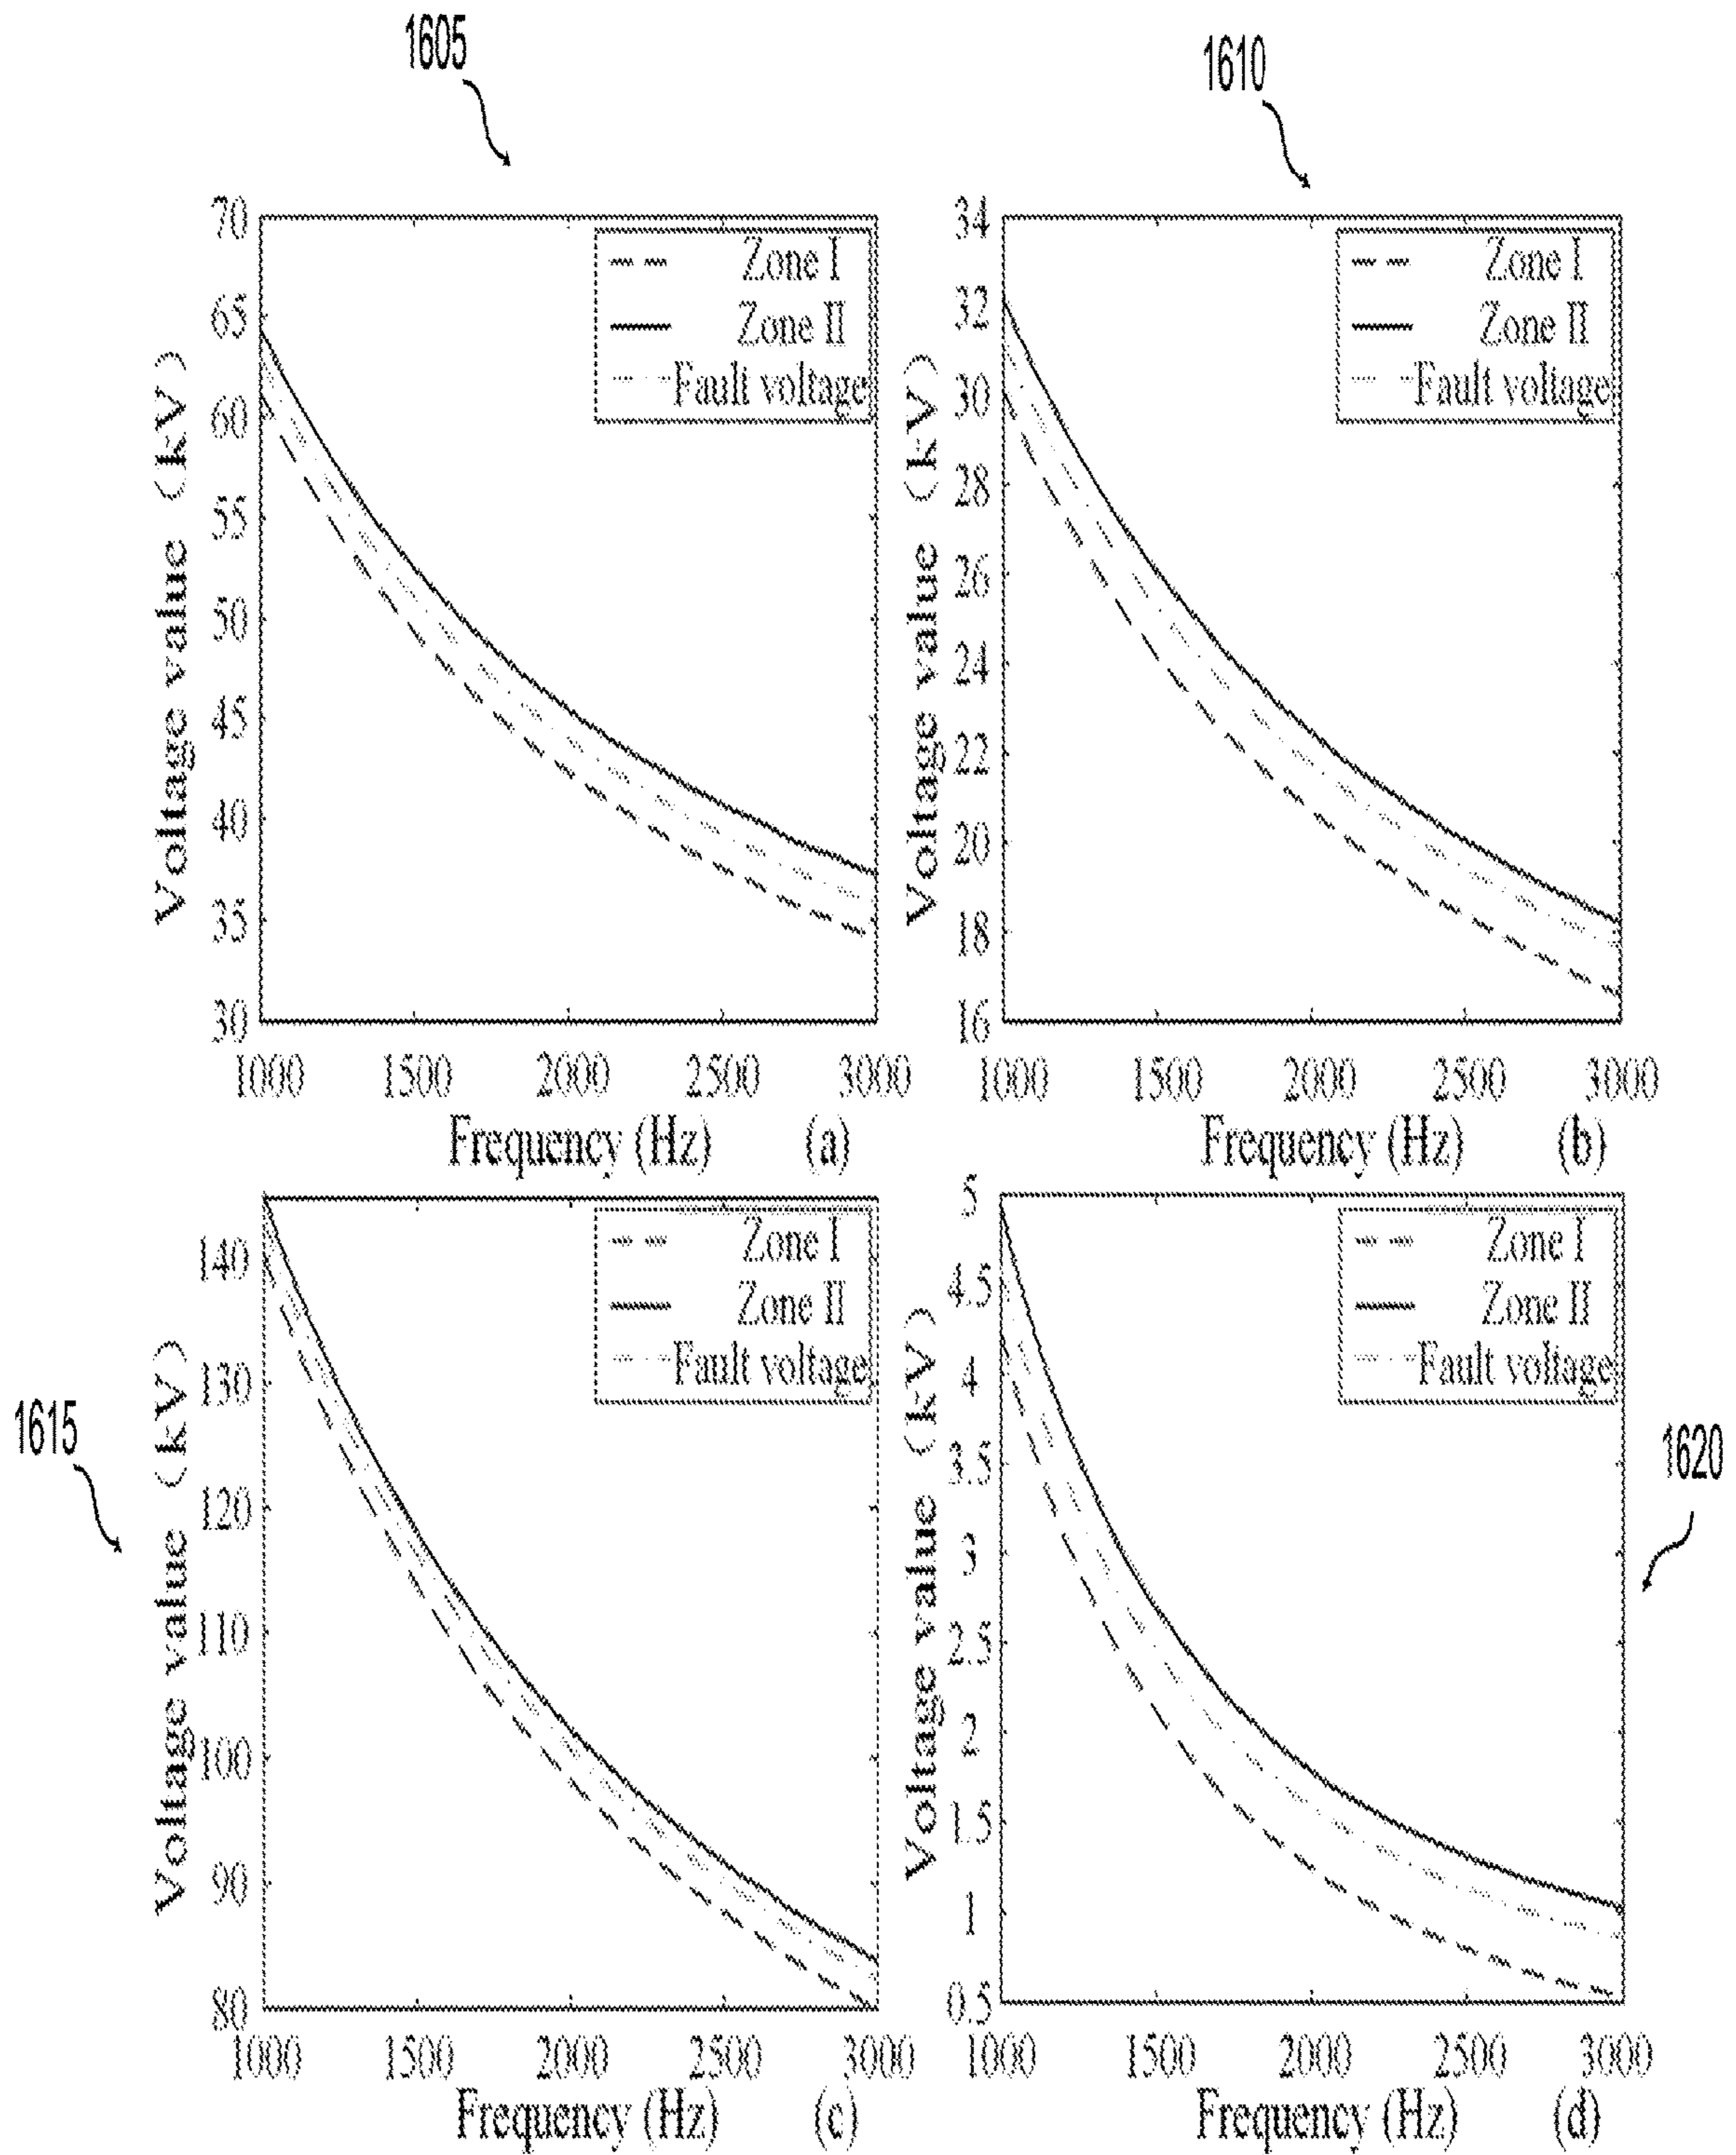 1605
1610
70
65
60
55
50
45
40
35
30
Voltage value (kV)
Zone I
Zone II
Fault voltage
1000 1500 2000 2500 3000
Frequency (Hz) (a)
34
32
30
28
26
24
22
20
18
16
Voltage value (kV)
Zone I
Zone II
Fault voltage
1000 1500 2000 2500 3000
Frequency (Hz) (b)
1615
140
130
120
110
100
90
80
Voltage value (kV)
Zone I
Zone II
Fault voltage
1000 1500 2000 2500 3000
Frequency (Hz) (c)
5
4.5
4
3.5
3
2.5
2
1.5
1
0.5
Voltage value (kV)
Zone I
Zone II
Fault voltage
1000 1500 2000 2500 3000
Frequency (Hz) (d)
1620